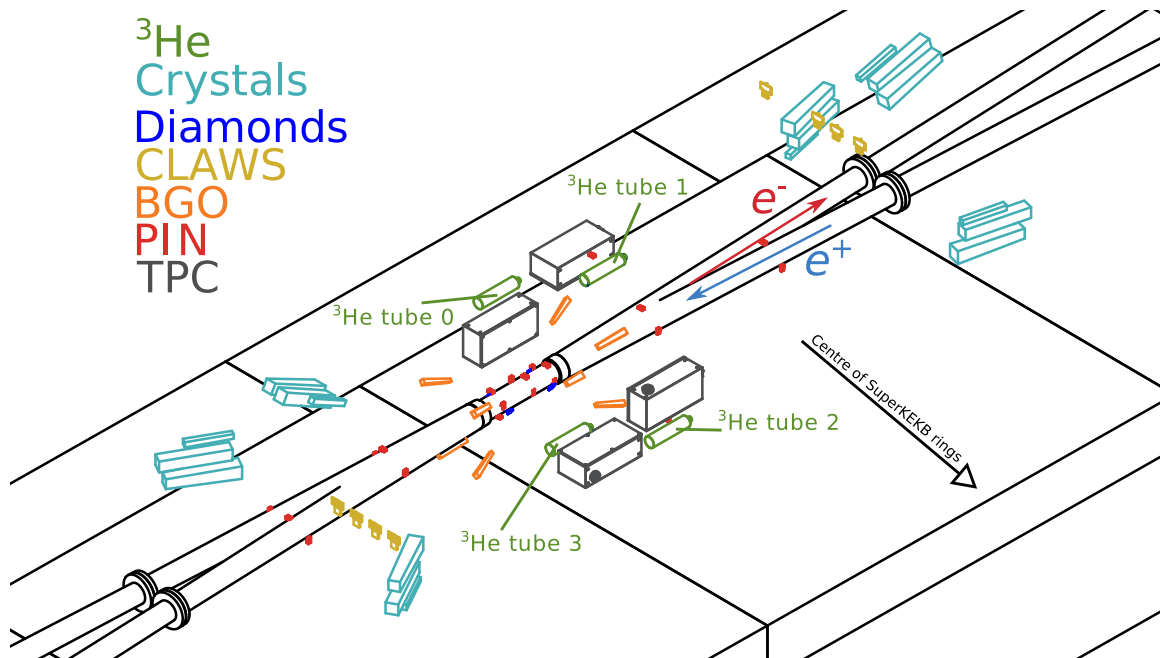 ³He
Crystals
Diamonds
CLAWS
BGO
PIN
TPC
³He tube 1
e⁻
e⁺
³He tube 0
Centre of SuperKEKB rings
³He tube 2
³He tube 3